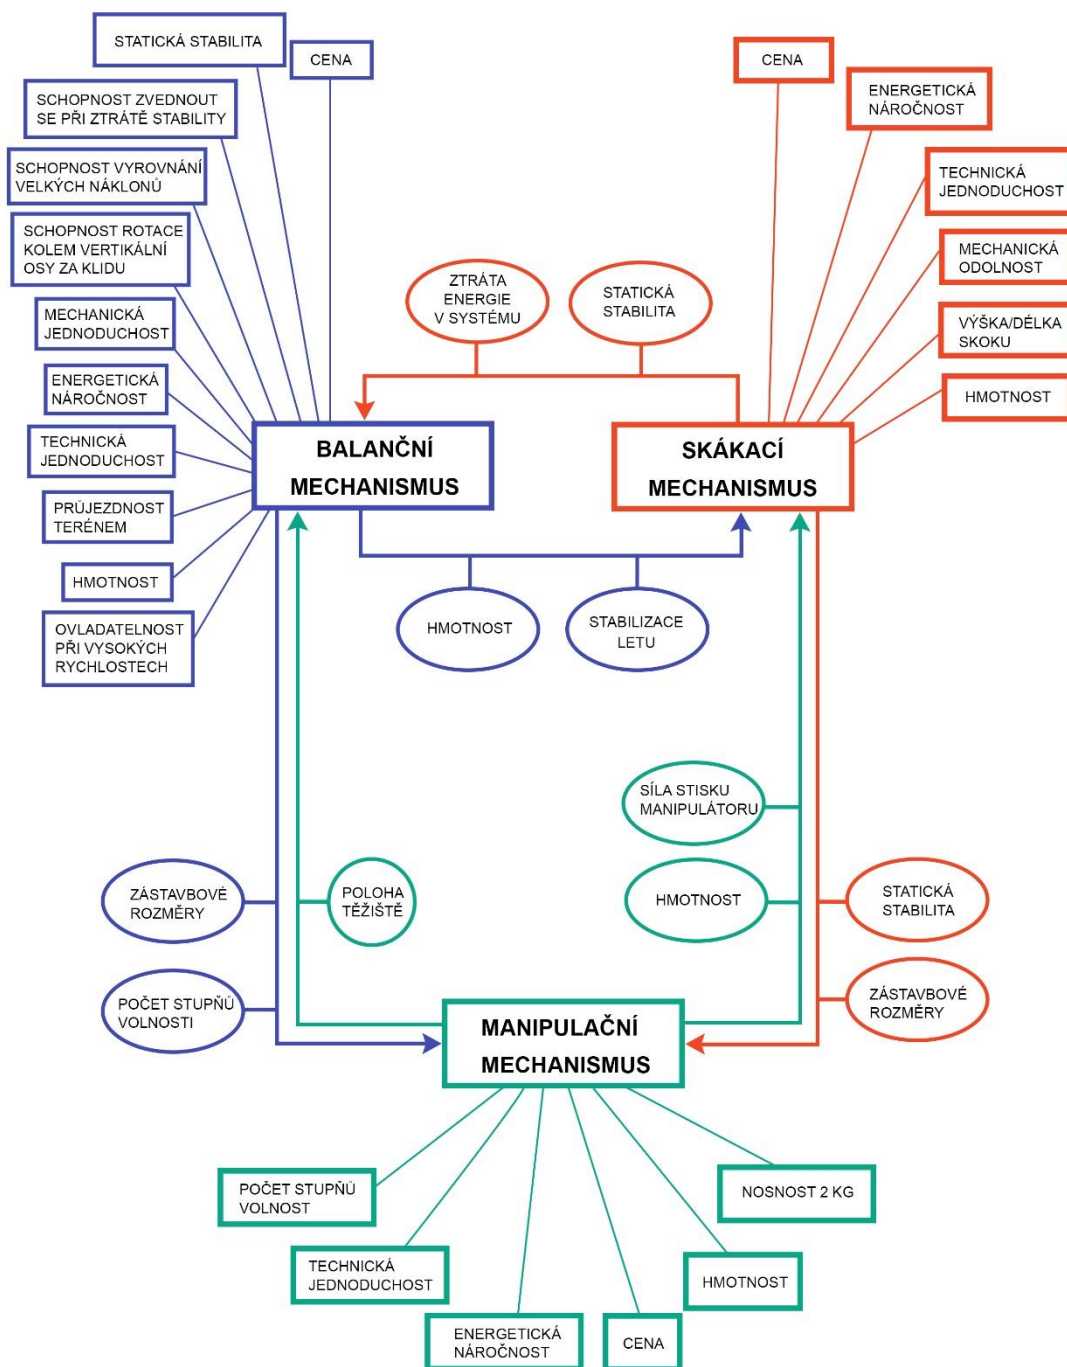 STATICKÁ STABILITA
CENA
SCHOPNOST ZVEDNOUT
SE PŘI ZTRÁTĚ STABILITY
SCHOPNOST VYROVNÁNÍ
VELKÝCH NÁKLONŮ
SCHOPNOST ROTACE
KOLEM VERTIKÁLNÍ
OSY ZA KLIDU
MECHANICKÁ
JEDNODUCHOST
ENERGETICKÁ
NÁROČNOST
TECHNICKÁ
JEDNODUCHOST
PRŮJEZDNOST
TERÉNEM
HMOTNOST
OVLADATELNOST
PŘI VYSOKÝCH
RYCHLOSTECH
CENA
ENERGETICKÁ
NÁROČNOST
TECHNICKÁ
JEDNODUCHOST
MECHANICKÁ
ODOLNOST
VÝŠKA/DÉLKA
SKOKU
HMOTNOST
ZTRÁTA
ENERGIE
V SYSTÉMU
STATICKÁ
STABILITA
BALANČNÍ
MECHANISMUS
SKÁKACÍ
MECHANISMUS
HMOTNOST
STABILIZACE
LETU
SÍLA STISKU
MANIPULÁTORU
ZÁSTAVBOVÉ
ROZMĚRY
POLOHA
TĚŽIŠTĚ
HMOTNOST
STATICKÁ
STABILITA
POČET STUPŇŮ
VOLNOSTI
ZÁSTAVBOVÉ
ROZMĚRY
MANIPULAČNÍ
MECHANISMUS
POČET STUPŇŮ
VOLNOST
NOSNOST 2 KG
TECHNICKÁ
JEDNODUCHOST
HMOTNOST
ENERGETICKÁ
NÁROČNOST
CENA